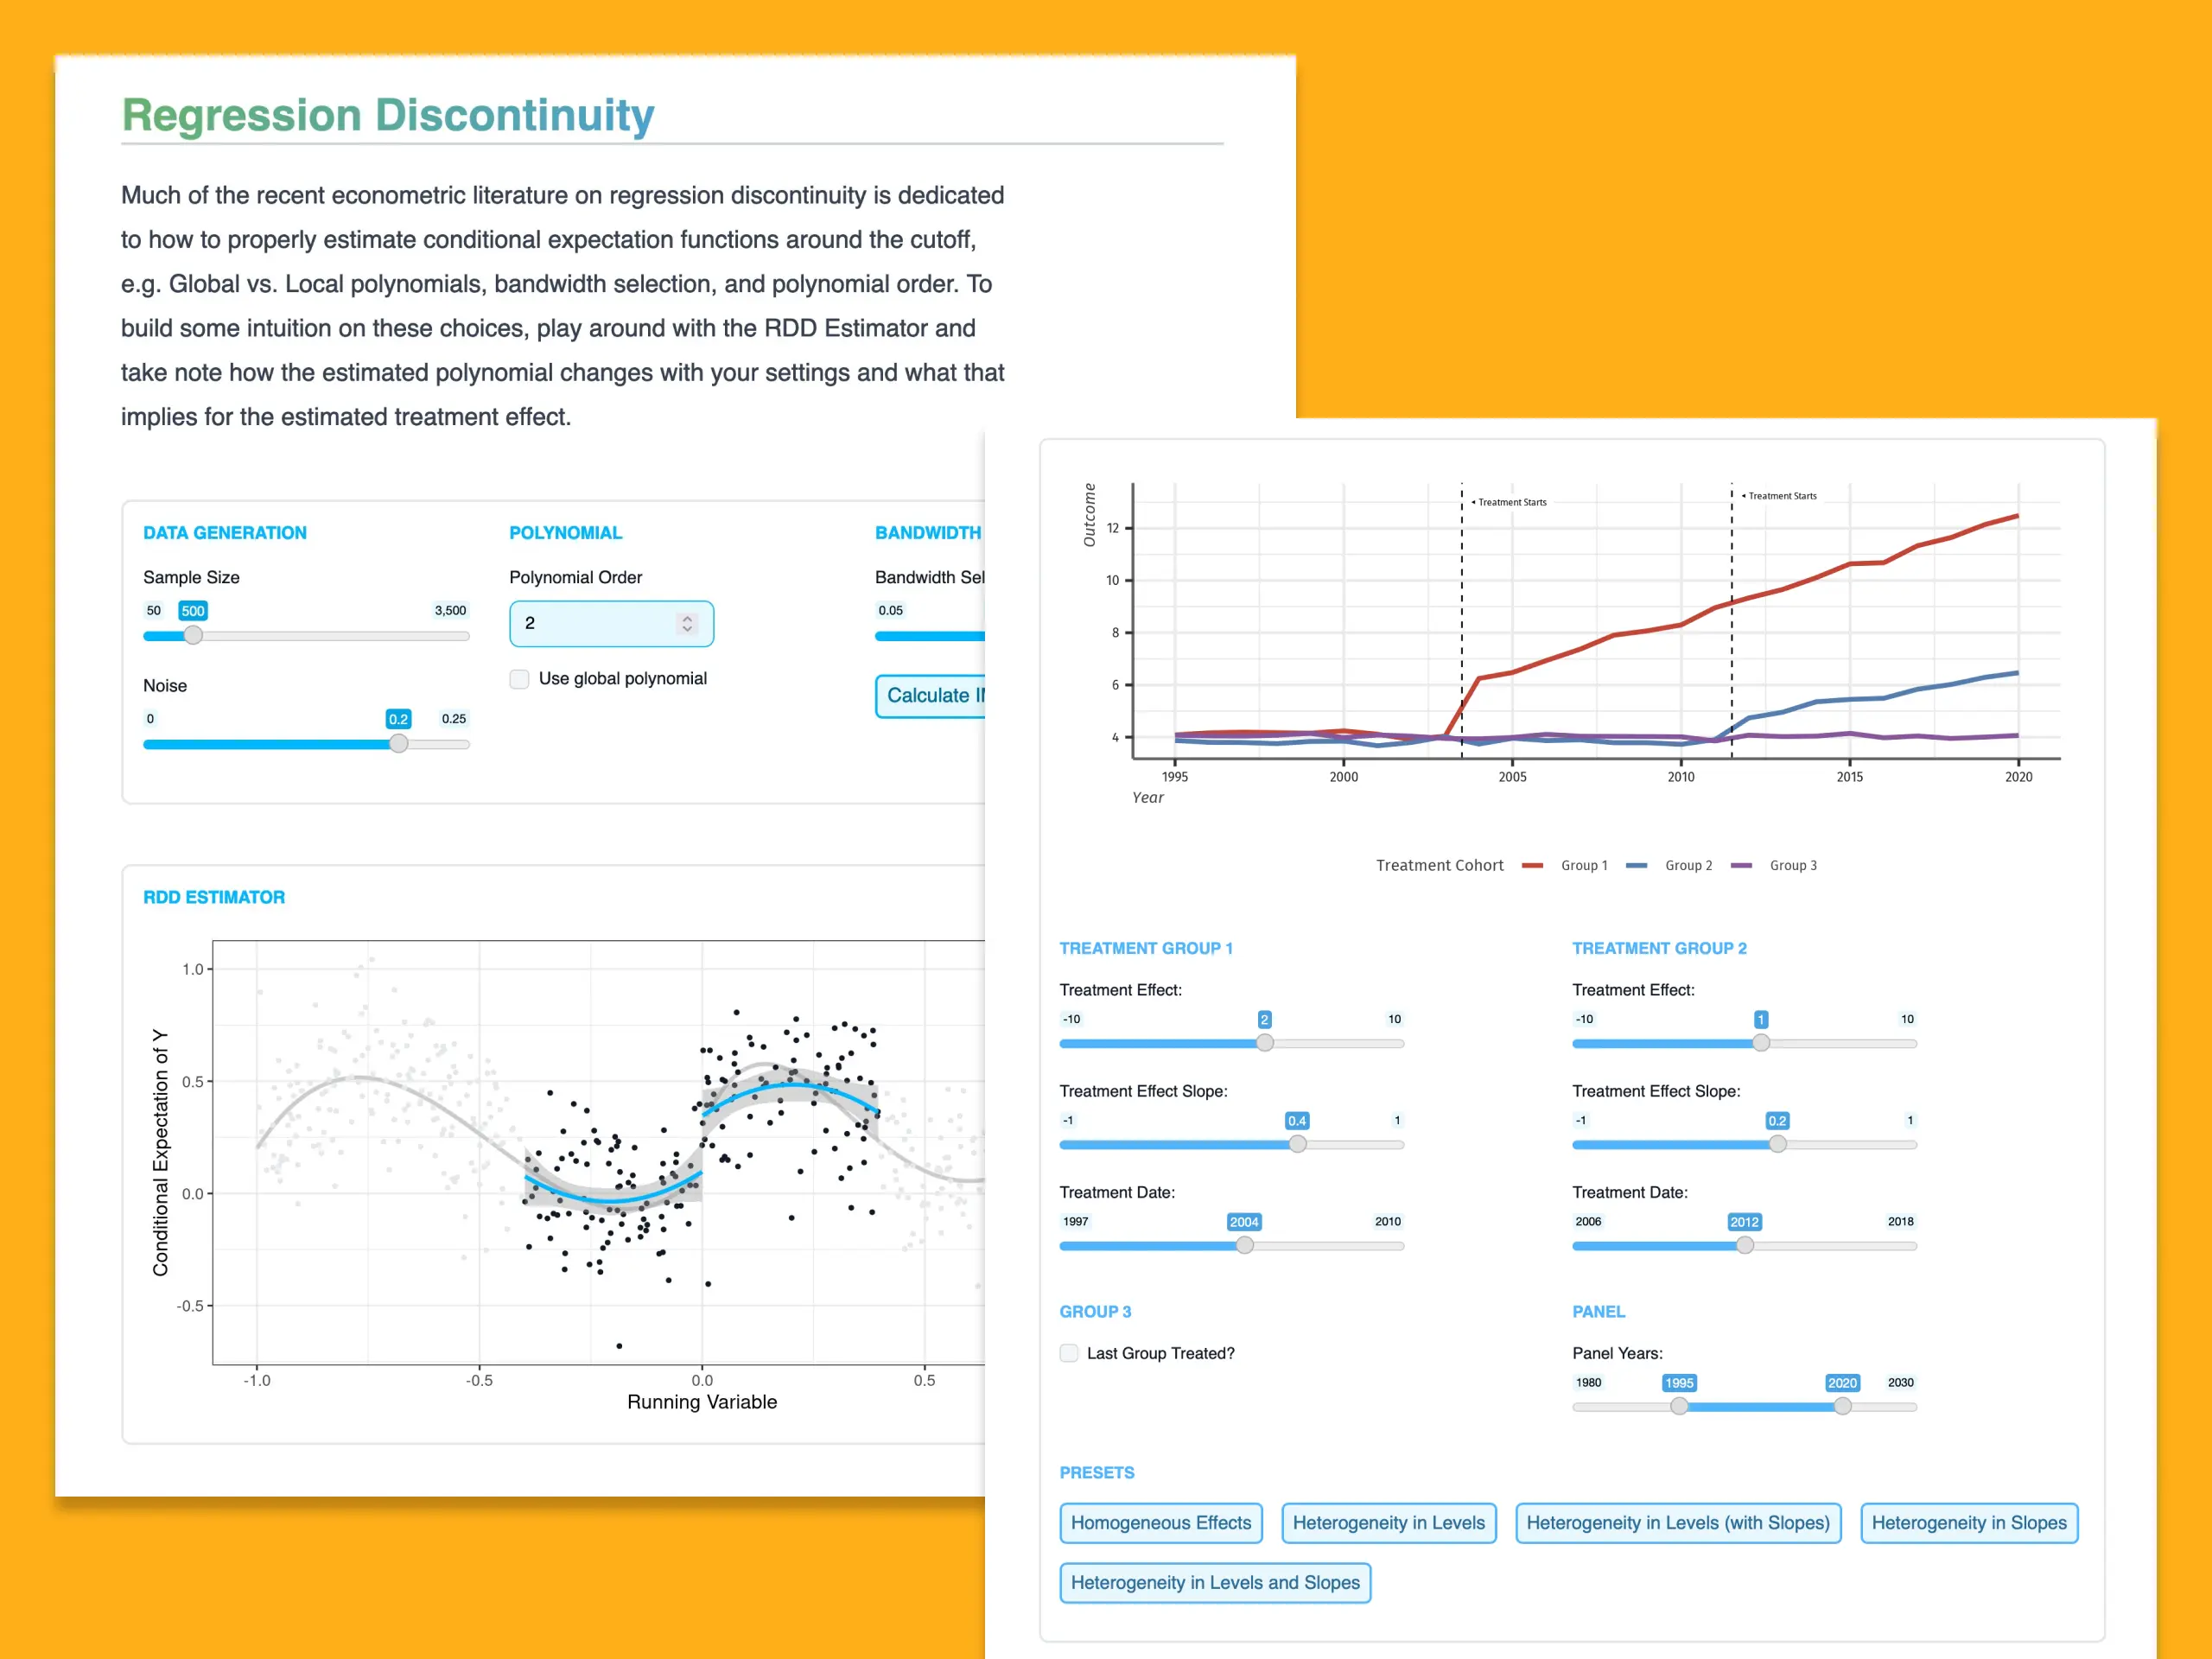 Regression Discontinuity
Much of the recent econometric literature on regression discontinuity is dedicated
to how to properly estimate conditional expectation functions around the cutoff,
e.g. Global vs. Local polynomials, bandwidth selection, and polynomial order. To
build some intuition on these choices, play around with the RDD Estimator and
take note how the estimated polynomial changes with your settings and what that
implies for the estimated treatment effect.
DATA GENERATION
Sample Size
50 500 3,500
Noise
0 0.2 0.25
POLYNOMIAL
Polynomial Order
2
Use global polynomial
BANDWIDTH
Bandwidth Sel
0.05
Calculate
RDD ESTIMATOR
Conditional Expectation of Y
1.0
0.5
0.0
-0.5
-1.0 -0.5 0.0 0.5
Running Variable
Outcome
12
10
8
6
4
◂ Treatment Starts
◂ Treatment Starts
1995 2000 2005 2010 2015 2020
Year
Treatment Cohort Group 1 Group 2 Group 3
TREATMENT GROUP 1
Treatment Effect:
-10 2 10
Treatment Effect Slope:
-1 0.4 1
Treatment Date:
1997 2004 2010
TREATMENT GROUP 2
Treatment Effect:
-10 1 10
Treatment Effect Slope:
-1 0.2 1
Treatment Date:
2006 2012 2018
GROUP 3
Last Group Treated?
PANEL
Panel Years:
1980 1995 2020 2030
PRESETS
Homogeneous Effects Heterogeneity in Levels Heterogeneity in Levels (with Slopes) Heterogeneity in Slopes
Heterogeneity in Levels and Slopes